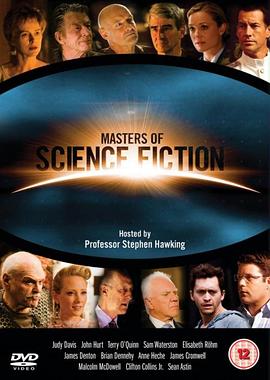 MASTERS OF
SCIENCE FICTION
Hosted by
Professor Stephen Hawking
Judy Davis John Hurt Terry O'Quinn Sam Waterston Elisabeth Röhm
James Denton Brian Dennehy Anne Heche James Cromwell
Malcolm McDowell Clifton Collins Jr. Sean Astin
DVD
VIDEO
12